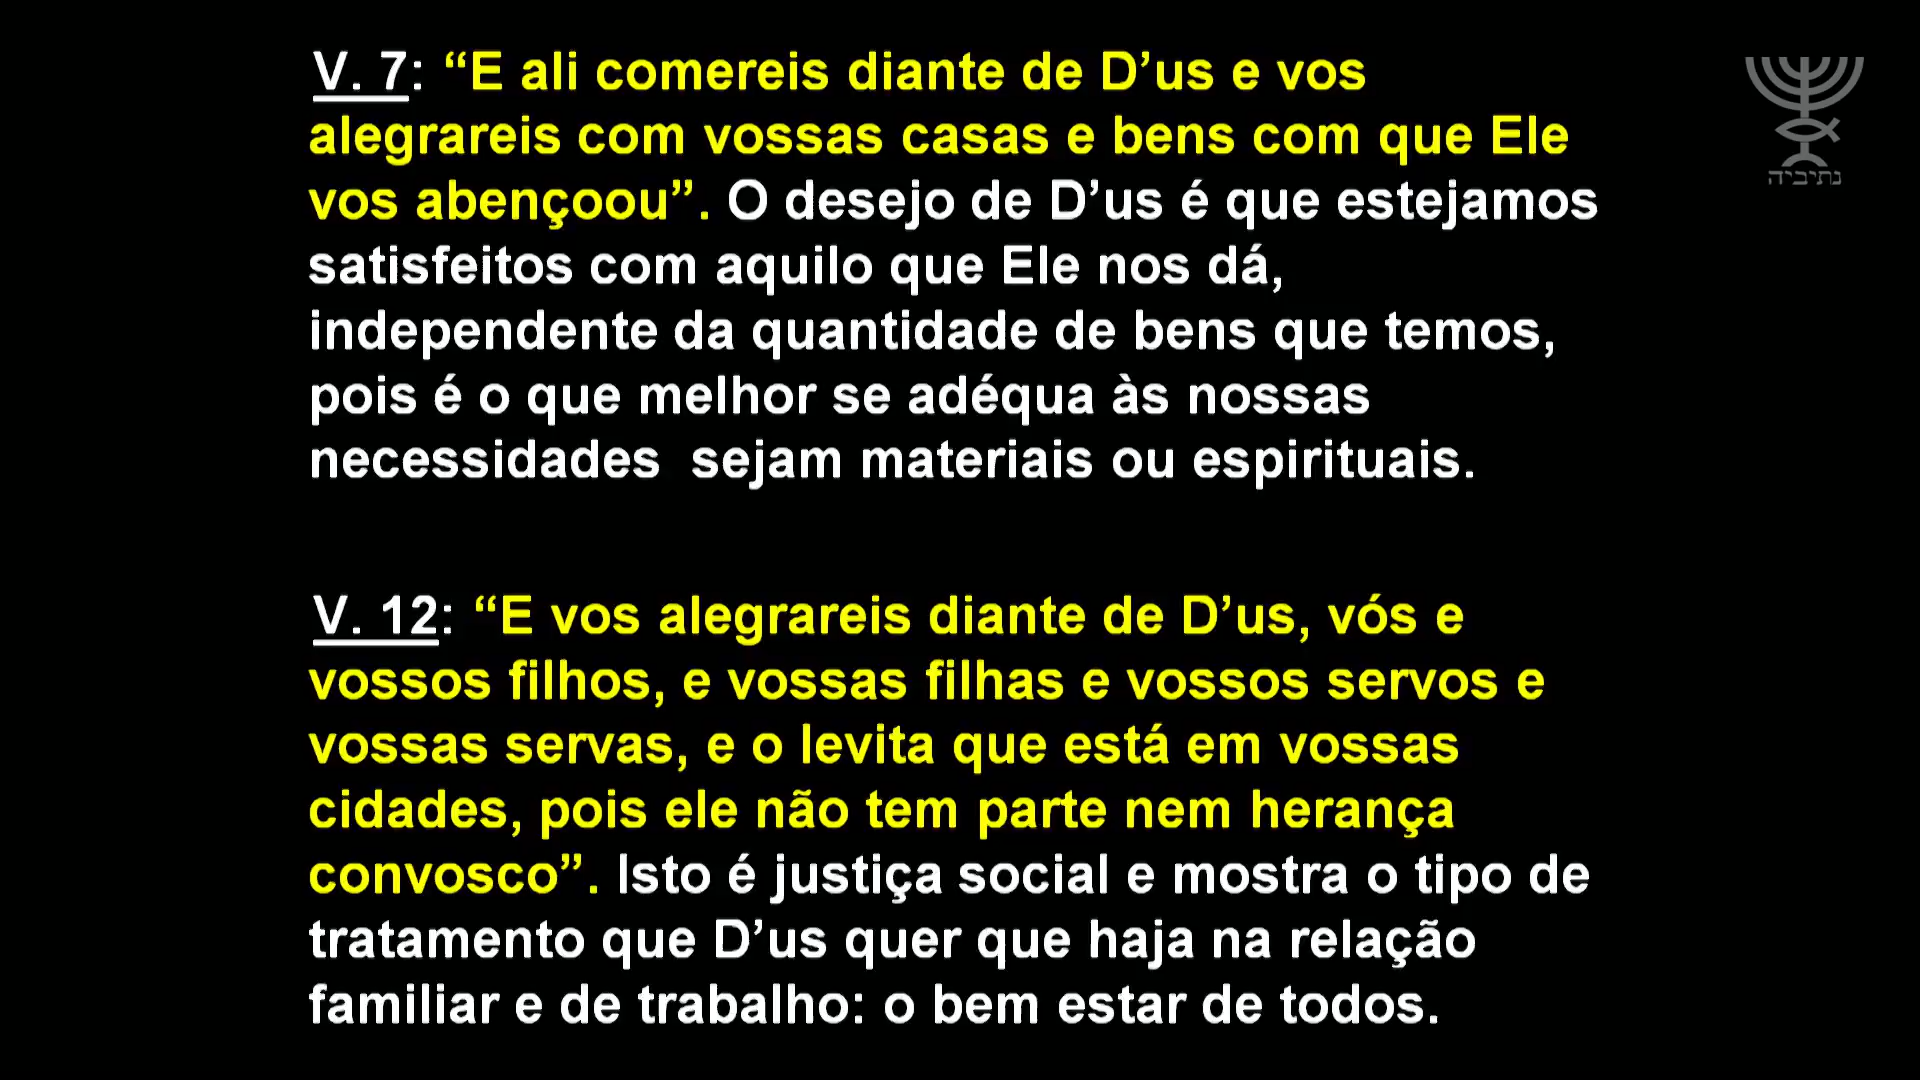 V. 7: “E ali comereis diante de D’us e vos
alegrareis com vossas casas e bens com que Ele
vos abençoou”. O desejo de D’us é que estejamos
satisfeitos com aquilo que Ele nos dá,
independente da quantidade de bens que temos,
pois é o que melhor se adéqua às nossas
necessidades  sejam materiais ou espirituais.
V. 12: “E vos alegrareis diante de D’us, vós e
vossos filhos, e vossas filhas e vossos servos e
vossas servas, e o levita que está em vossas
cidades, pois ele não tem parte nem herança
convosco”. Isto é justiça social e mostra o tipo de
tratamento que D’us quer que haja na relação
familiar e de trabalho: o bem estar de todos.
נתיביה